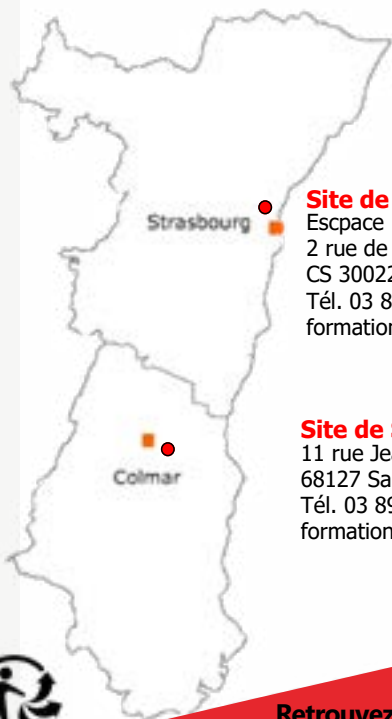 Strasbourg
Site de
Escpace
2 rue de
CS 30022
Tél. 03 8
formation
Colmar
Site de
11 rue Je
68127 Sa
Tél. 03 89
formation
Retrouvez